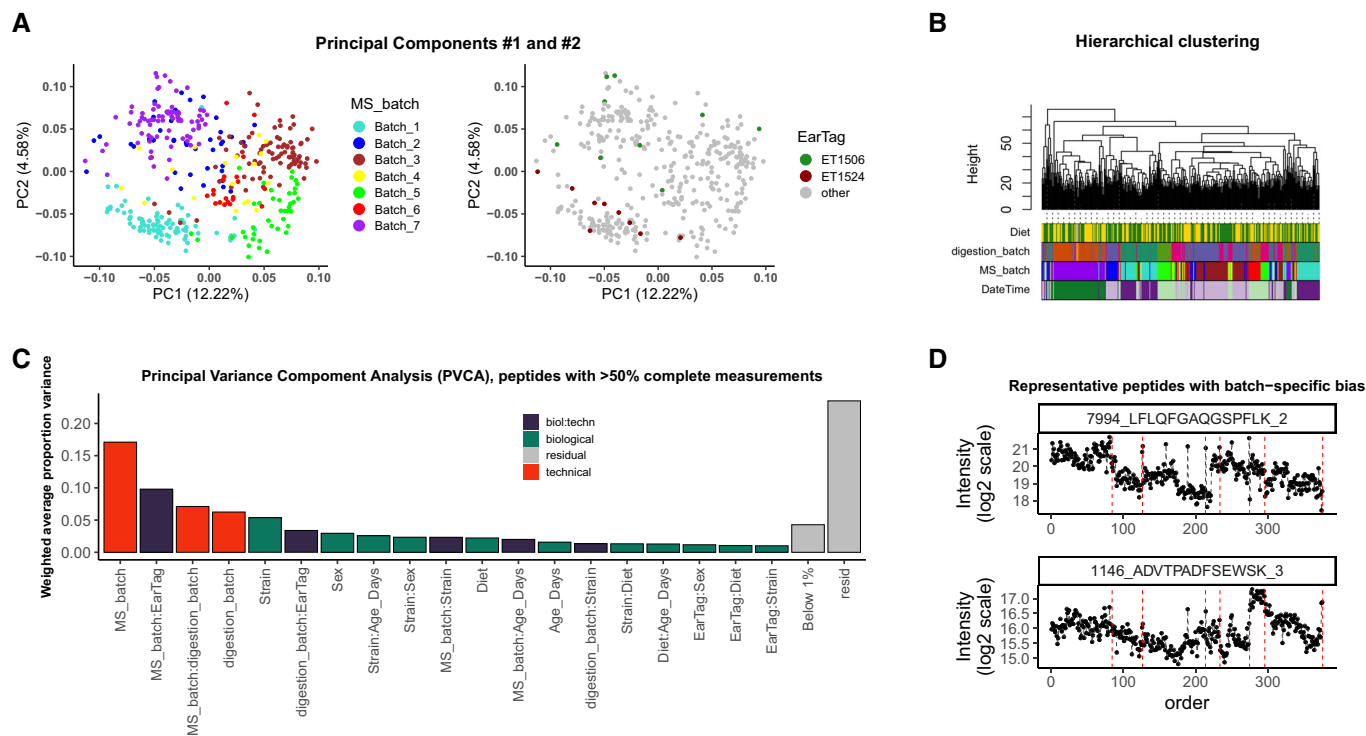 A
Principal Components #1 and #2
PC2 (4.58%)
0.10
0.05
0.00
−0.05
−0.10
−0.10
−0.05
0.00
0.05
0.10
PC1 (12.22%)
MS_batch
Batch_1
Batch_2
Batch_3
Batch_4
Batch_5
Batch_6
Batch_7
PC2 (4.58%)
0.10
0.05
0.00
−0.05
−0.10
−0.10
−0.05
0.00
0.05
0.10
PC1 (12.22%)
EarTag
ET1506
ET1524
other
B
Hierarchical clustering
Height
50
20
0
Diet
digestion_batch
MS_batch
DateTime
C
Principal Variance Compoment Analysis (PVCA), peptides with >50% complete measurements
Weighted average proportion variance
0.20
0.15
0.10
0.05
0.00
biol:techn
biological
residual
technical
MS_batch
MS_batch:EarTag
MS_batch:digestion_batch
digestion_batch
Strain
digestion_batch:EarTag
Sex
Strain:Age_Days
Strain:Sex
MS_batch:Strain
Diet
MS_batch:Age_Days
Age_Days
digestion_batch:Strain
Strain:Diet
Diet:Age_Days
EarTag:Sex
EarTag:Diet
EarTag:Strain
Below 1%
resid
D
Representative peptides with batch−specific bias
7994_LFLQFGAQGSPFLK_2
Intensity
(log2 scale)
21
20
19
18
0
100
200
300
1146_ADVTPADFSEWSK_3
Intensity
(log2 scale)
17.0
16.5
16.0
15.5
15.0
0
100
200
300
order